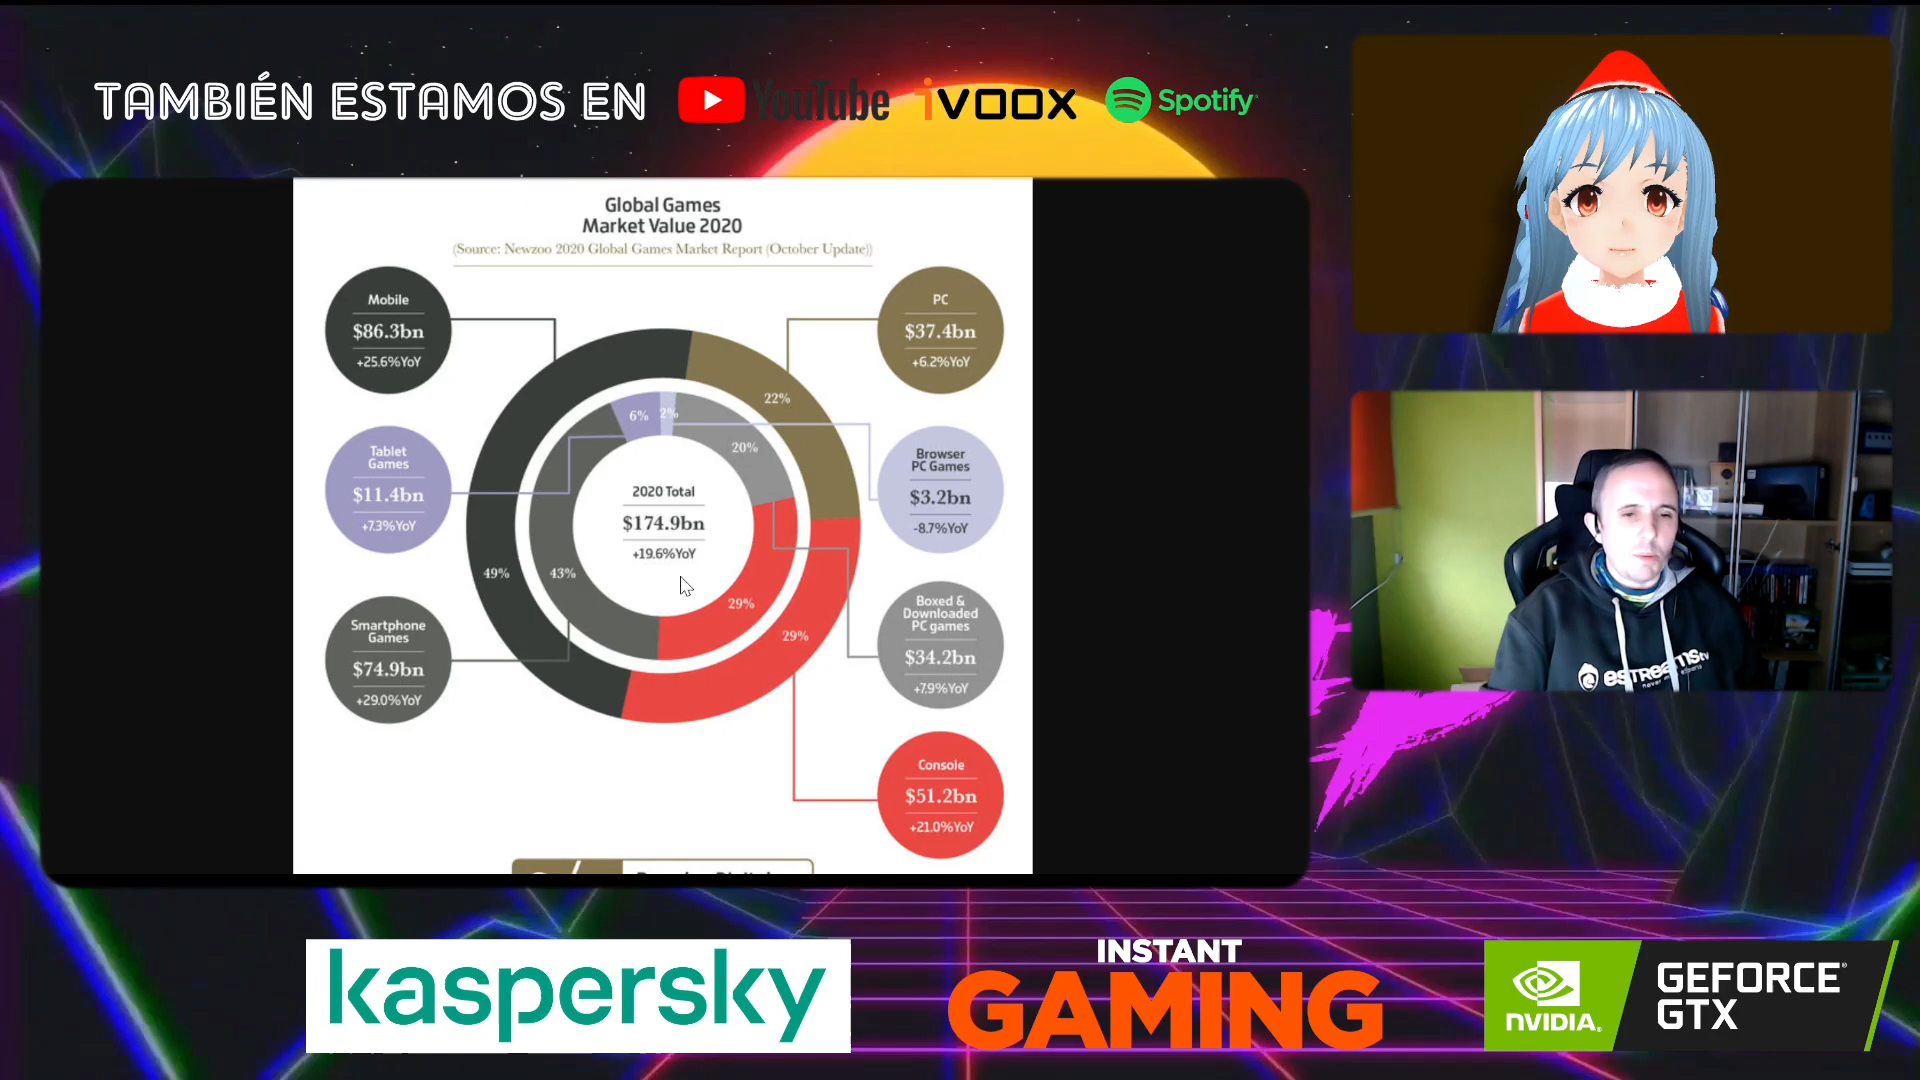 TAMBIÉN ESTAMOS EN
YouTube
iVOOX
Spotify
Global Games
Market Value 2020
(Source: Newzoo 2020 Global Games Market Report (October Update))
Mobile
$86.3bn
+25.6%YoY
PC
$37.4bn
+6.2%YoY
22%
6%
2%
20%
Tablet
Games
$11.4bn
+7.3%YoY
Browser
PC Games
$3.2bn
-8.7%YoY
2020 Total
$174.9bn
+19.6%YoY
49%
43%
29%
29%
Smartphone
Games
$74.9bn
+29.0%YoY
Boxed &
Downloaded
PC games
$34.2bn
+7.9%YoY
Console
$51.2bn
+21.0%YoY
eSTReaMS tv
kaspersky
INSTANT
GAMING
NVIDIA.
GEFORCE
GTX